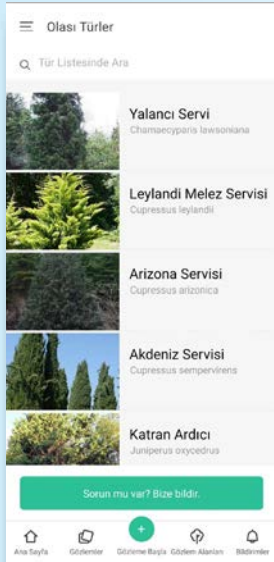 Olası Türler
Tür Listesinde Ara
Yalancı Servi
Chamaecyparis lawsoniana
Leylandi Melez Servisi
Cupressus leylandii
Arizona Servisi
Cupressus arizonica
Akdeniz Servisi
Cupressus sempervirens
Katran Ardıcı
Juniperus oxycedrus
Sorun mu var? Bize bildir.
Ana Sayfa Gözlemler Gözleme Başla Gözlem Alanları Bildirimler